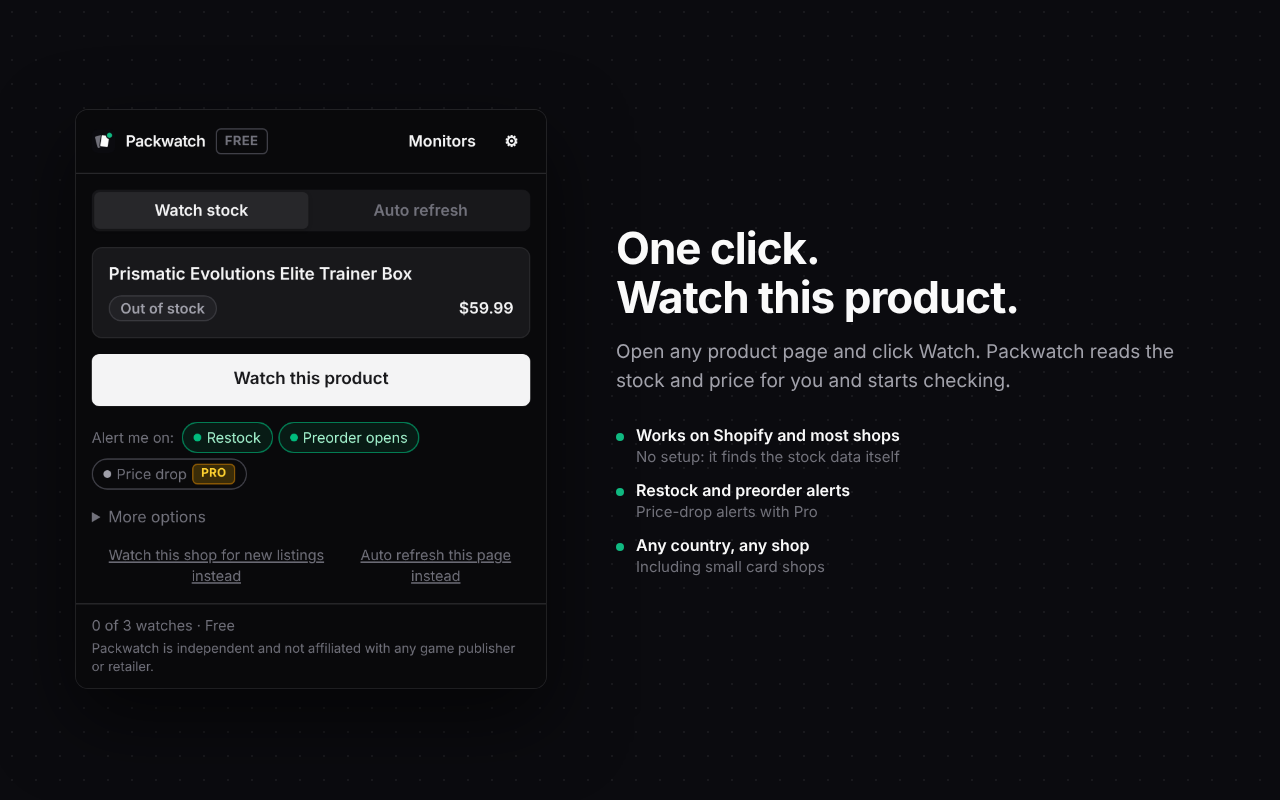 Packwatch FREE Monitors ⚙
Watch stock Auto refresh
Prismatic Evolutions Elite Trainer Box
Out of stock $59.99
Watch this product
Alert me on: Restock Preorder opens
Price drop PRO
More options
Watch this shop for new listings instead
Auto refresh this page instead
0 of 3 watches · Free
Packwatch is independent and not affiliated with any game publisher
or retailer.
One click.
Watch this product.
Open any product page and click Watch. Packwatch reads the
stock and price for you and starts checking.
Works on Shopify and most shops
No setup: it finds the stock data itself
Restock and preorder alerts
Price-drop alerts with Pro
Any country, any shop
Including small card shops